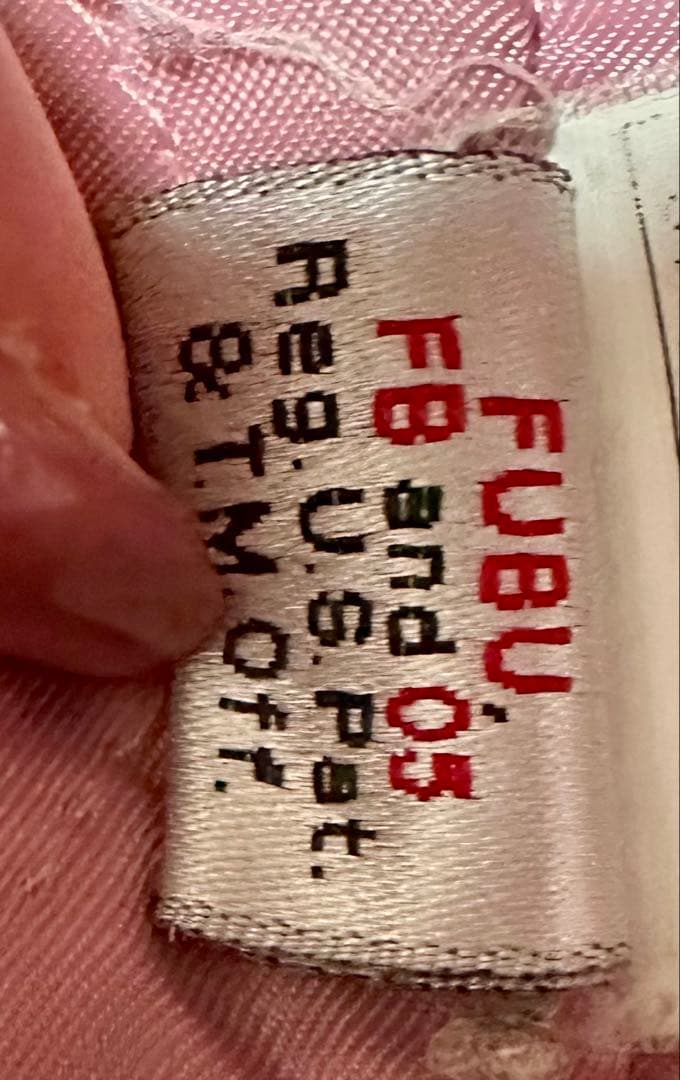 FUBU,
FB and 05
Reg. U.S. Pat.
& T.M. Off.